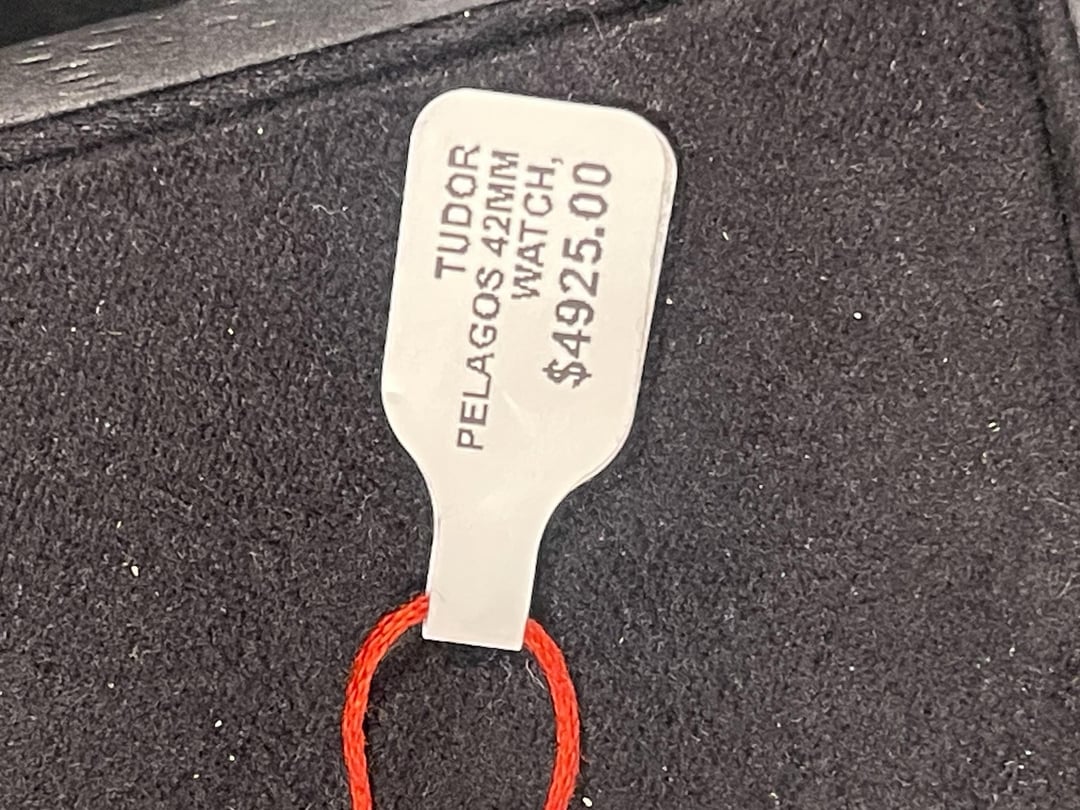 TUDOR
PELAGOS 42MM
WATCH,
$4925.00